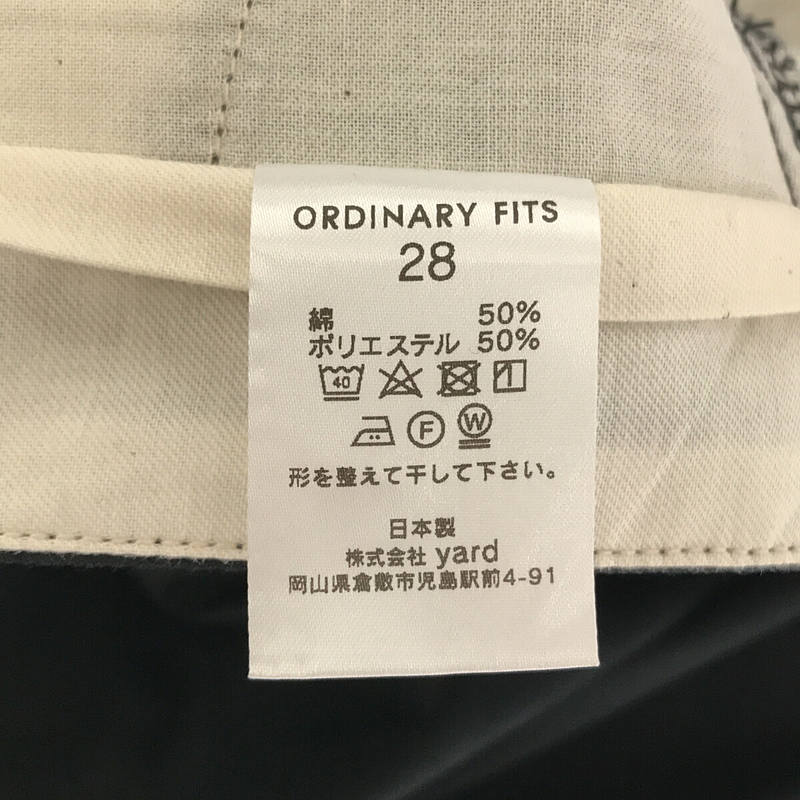 ORDINARY FITS
28
綿 50%
ポリエステル 50%
40
F W
形を整えて干して下さい。
日本製
株式会社 yard
岡山県倉敷市児島駅前4-91